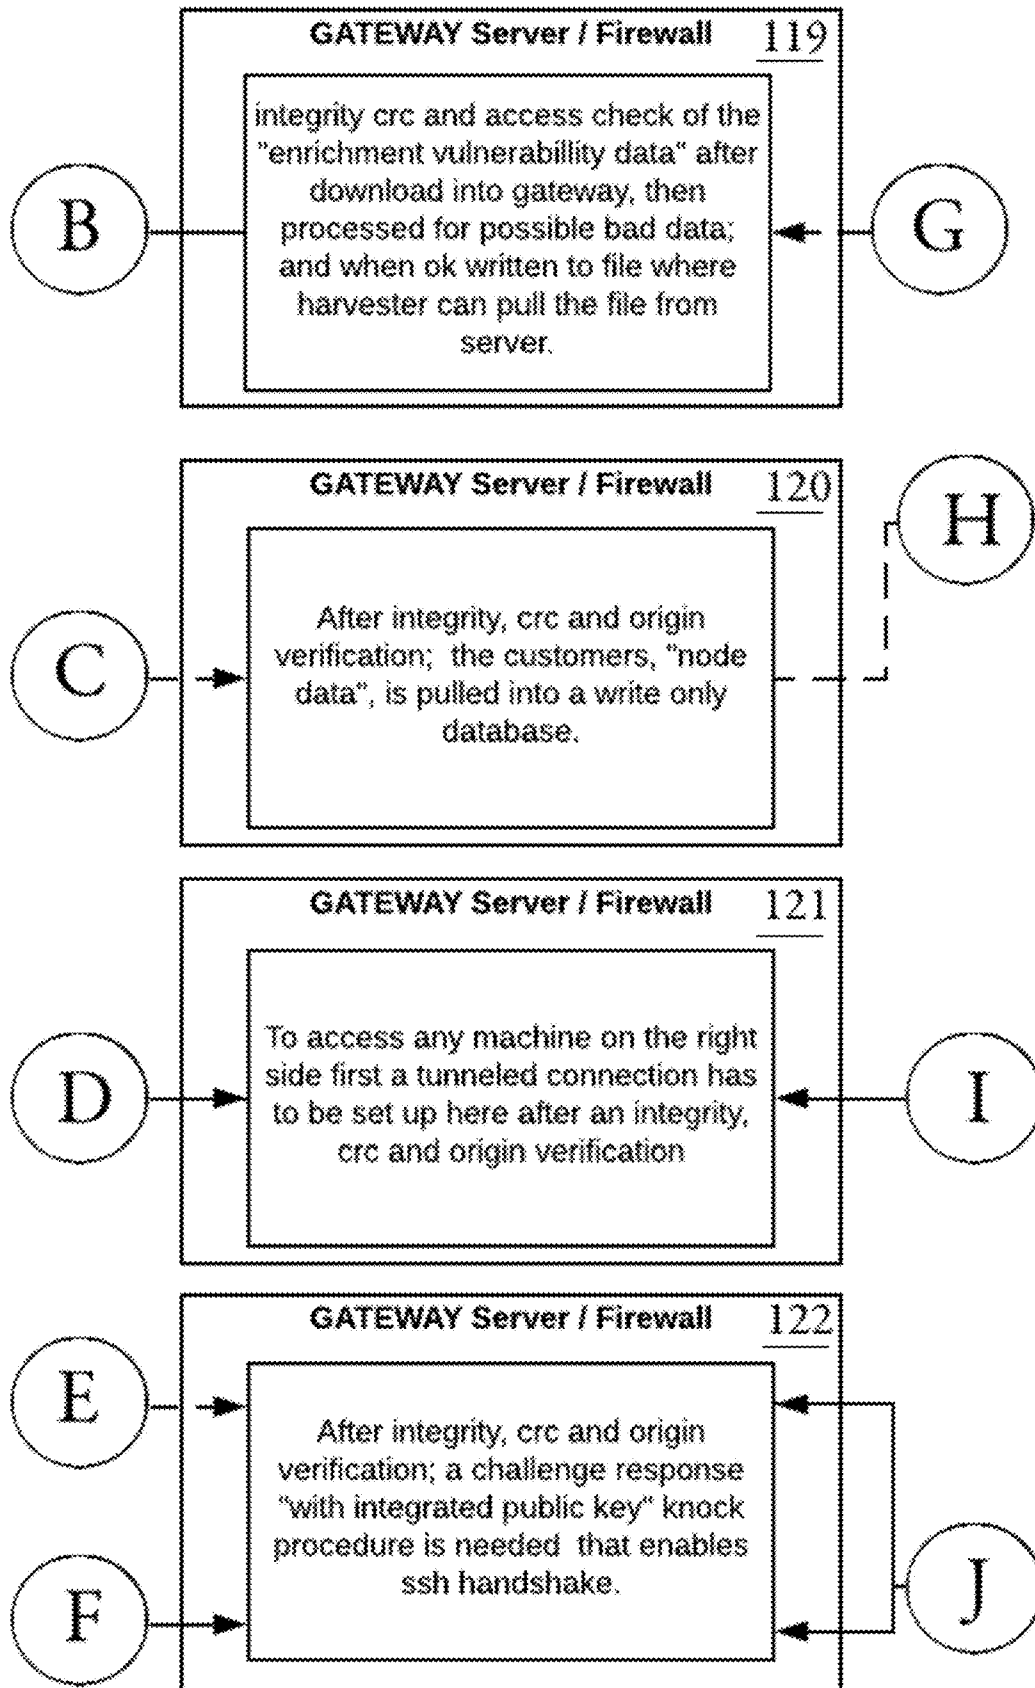 GATEWAY Server / Firewall 119
integrity crc and access check of the
"enrichment vulnerabillity data" after
download into gateway, then
processed for possible bad data;
and when ok written to file where
harvester can pull the file from
server.
B
G
GATEWAY Server / Firewall 120
H
After integrity, crc and origin
verification; the customers, "node
data", is pulled into a write only
database.
C
GATEWAY Server / Firewall 121
To access any machine on the right
side first a tunneled connection has
to be set up here after an integrity,
crc and origin verification
D
I
GATEWAY Server / Firewall 122
E
After integrity, crc and origin
verification; a challenge response
"with integrated public key" knock
procedure is needed that enables
ssh handshake.
F
J